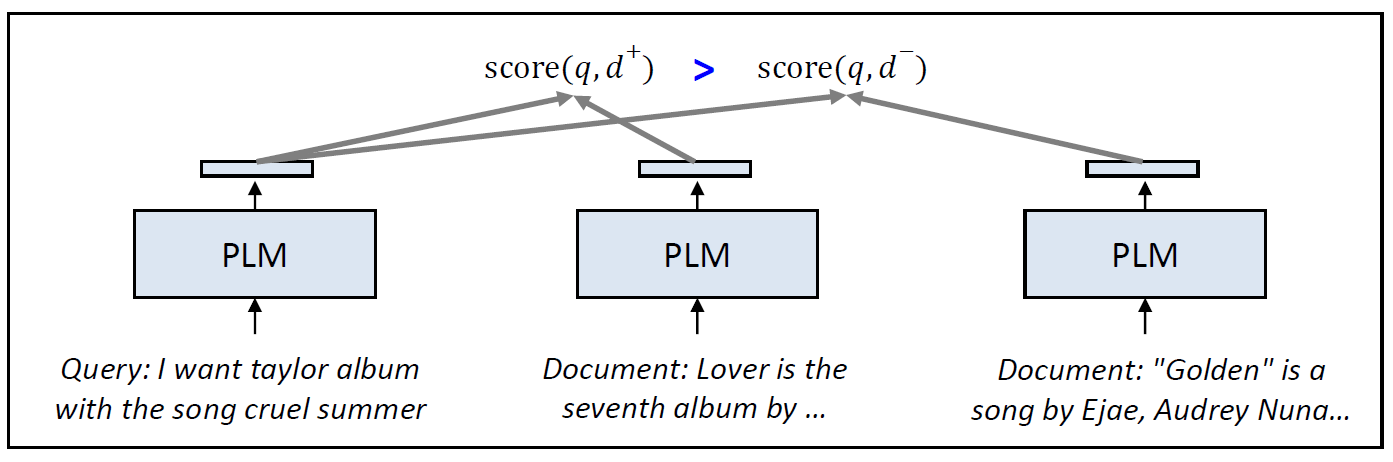 score(q, d⁺) > score(q, d⁻)
PLM PLM PLM
Query: I want taylor album
with the song cruel summer
Document: Lover is the
seventh album by ...
Document: "Golden" is a
song by Ejae, Audrey Nuna...